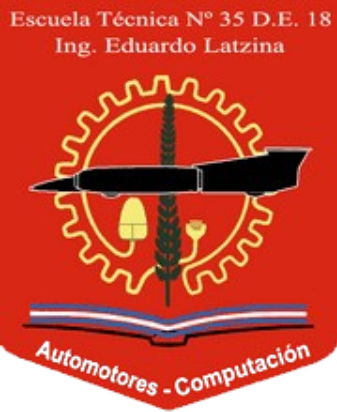 Escuela Técnica Nº 35 D.E. 18
Ing. Eduardo Latzina
Automotores - Computación